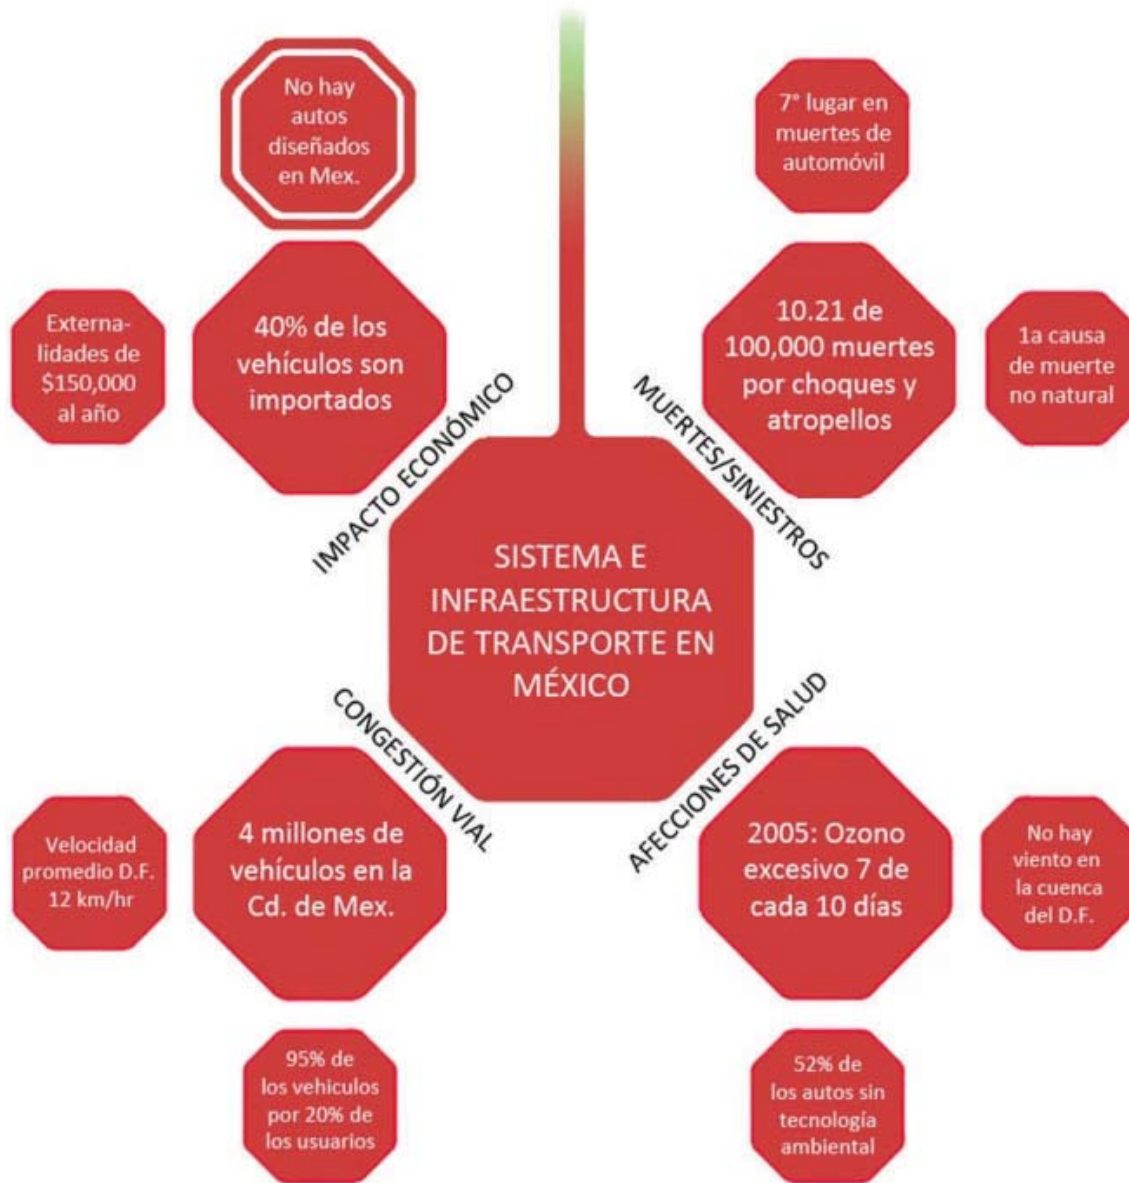 No hay
autos
diseñados
en Mex.
7° lugar en
muertes de
automóvil
Externa-
lidades de
$150,000
al año
40% de los
vehículos son
importados
10.21 de
100,000 muertes
por choques y
atropellos
1a causa
de muerte
no natural
IMPACTO ECONÓMICO
MUERTES/SINIESTROS
SISTEMA E
INFRAESTRUCTURA
DE TRANSPORTE EN
MÉXICO
CONGESTIÓN VIAL
AFECCIONES DE SALUD
Velocidad
promedio D.F.
12 km/hr
4 millones de
vehículos en la
Cd. de Mex.
2005: Ozono
excesivo 7 de
cada 10 días
No hay
viento en
la cuenca
del D.F.
95% de
los vehiculos
por 20% de
los usuarios
52% de
los autos sin
tecnología
ambiental